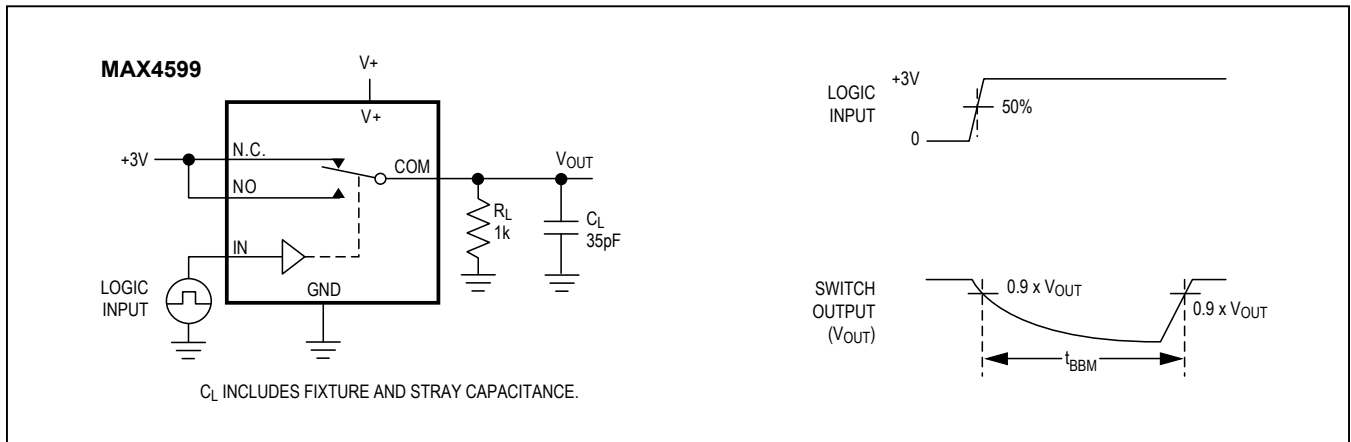 MAX4599
V+
V+
+3V
N.C.
NO
COM
VOUT
RL
1k
CL
35pF
IN
LOGIC
INPUT
GND
CL INCLUDES FIXTURE AND STRAY CAPACITANCE.
LOGIC
INPUT
+3V
50%
0
SWITCH
OUTPUT
(VOUT)
0.9 x VOUT
0.9 x VOUT
tBBM